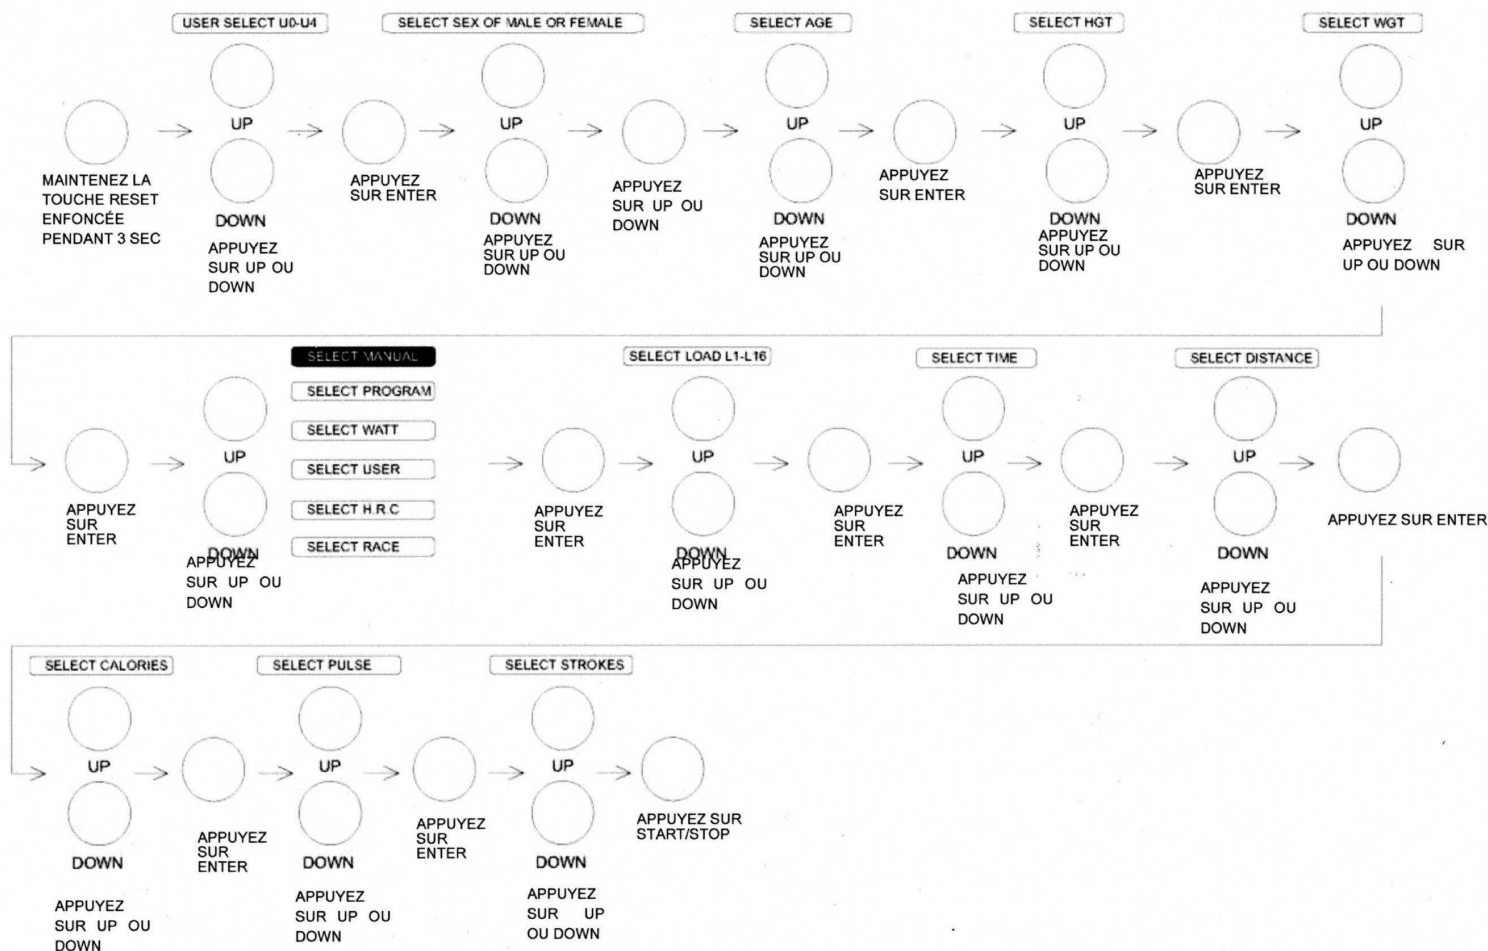 USER SELECT U0-U4
SELECT SEX OF MALE OR FEMALE
SELECT AGE
SELECT HGT
SELECT WGT
MAINTENEZ LA
TOUCHE RESET
ENFONCÉE
PENDANT 3 SEC
UP
DOWN
APPUYEZ
SUR UP OU
DOWN
APPUYEZ
SUR ENTER
UP
DOWN
APPUYEZ
SUR UP OU
DOWN
APPUYEZ
SUR UP OU
DOWN
UP
DOWN
APPUYEZ
SUR UP OU
DOWN
APPUYEZ
SUR ENTER
UP
DOWN
APPUYEZ
SUR UP OU
DOWN
APPUYEZ
SUR ENTER
UP
DOWN
APPUYEZ SUR
UP OU DOWN
APPUYEZ
SUR
ENTER
UP
DOWN
APPUYEZ
SUR UP OU
DOWN
SELECT MANUAL
SELECT PROGRAM
SELECT WATT
SELECT USER
SELECT H.R.C
SELECT RACE
APPUYEZ
SUR
ENTER
SELECT LOAD L1-L16
UP
DOWN
APPUYEZ
SUR UP OU
DOWN
APPUYEZ
SUR
ENTER
SELECT TIME
UP
DOWN
APPUYEZ
SUR UP OU
DOWN
APPUYEZ
SUR
ENTER
SELECT DISTANCE
UP
DOWN
APPUYEZ
SUR UP OU
DOWN
APPUYEZ SUR ENTER
SELECT CALORIES
UP
DOWN
APPUYEZ
SUR UP OU
DOWN
APPUYEZ
SUR
ENTER
SELECT PULSE
UP
DOWN
APPUYEZ
SUR UP OU
DOWN
APPUYEZ
SUR
ENTER
SELECT STROKES
UP
DOWN
APPUYEZ
SUR UP
OU DOWN
APPUYEZ SUR
START/STOP